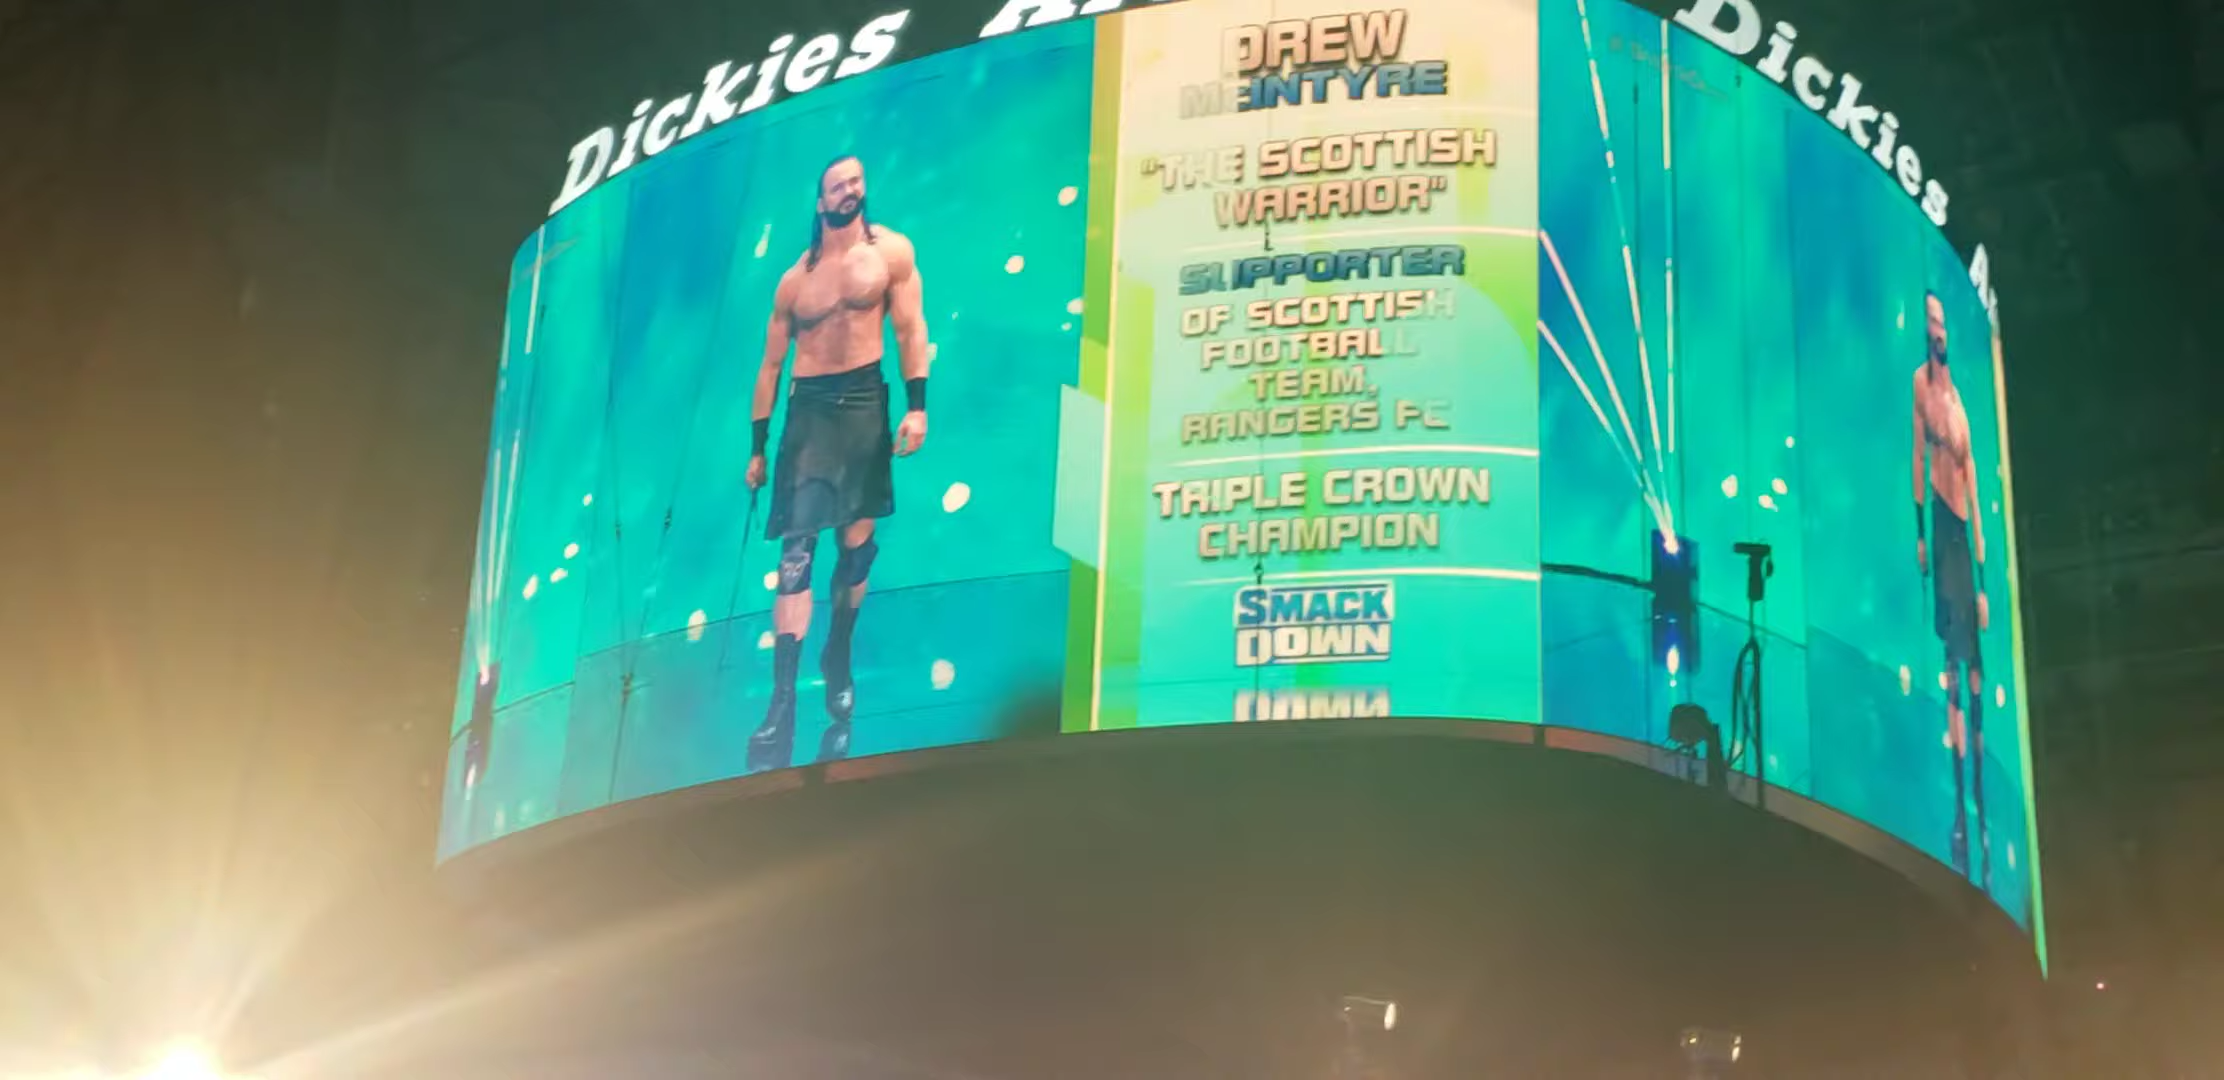 Dickies
DREW
McINTYRE
"THE SCOTTISH
WARRIOR"
SUPPORTER
OF SCOTTISH
FOOTBALL
TEAM,
RANGERS FC
TRIPLE CROWN
CHAMPION
SMACK
DOWN
DOWN
Dickies